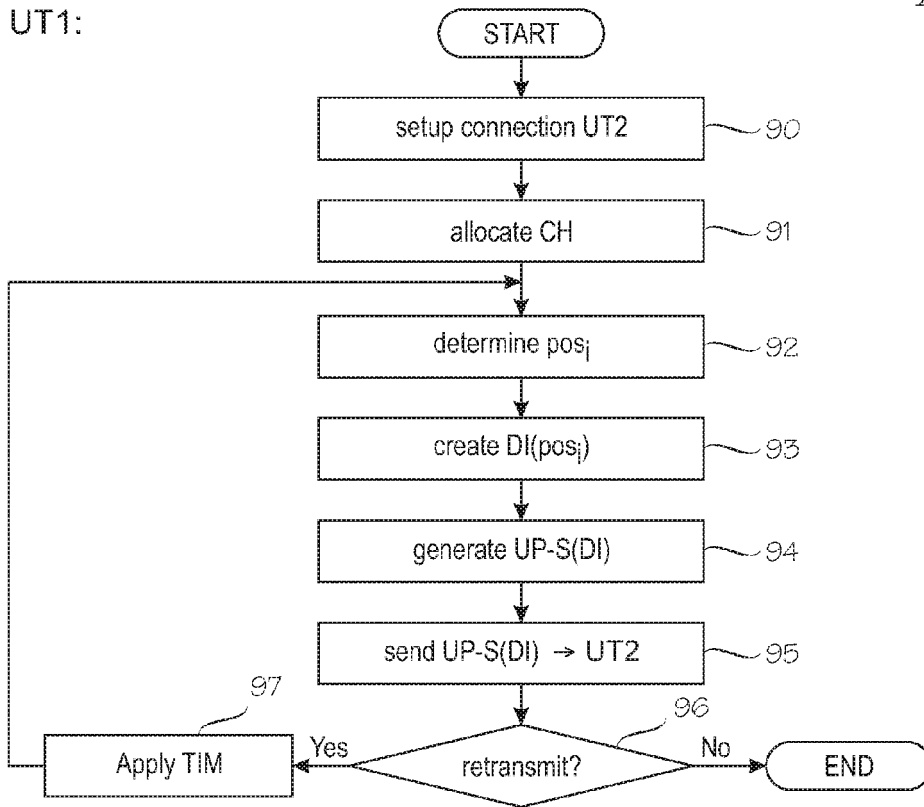 UT1:
START
setup connection UT2
90
allocate CH
91
determine posi
92
create DI(posi)
93
generate UP-S(DI)
94
send UP-S(DI) → UT2
95
97
96
Apply TIM
Yes
retransmit?
No
END